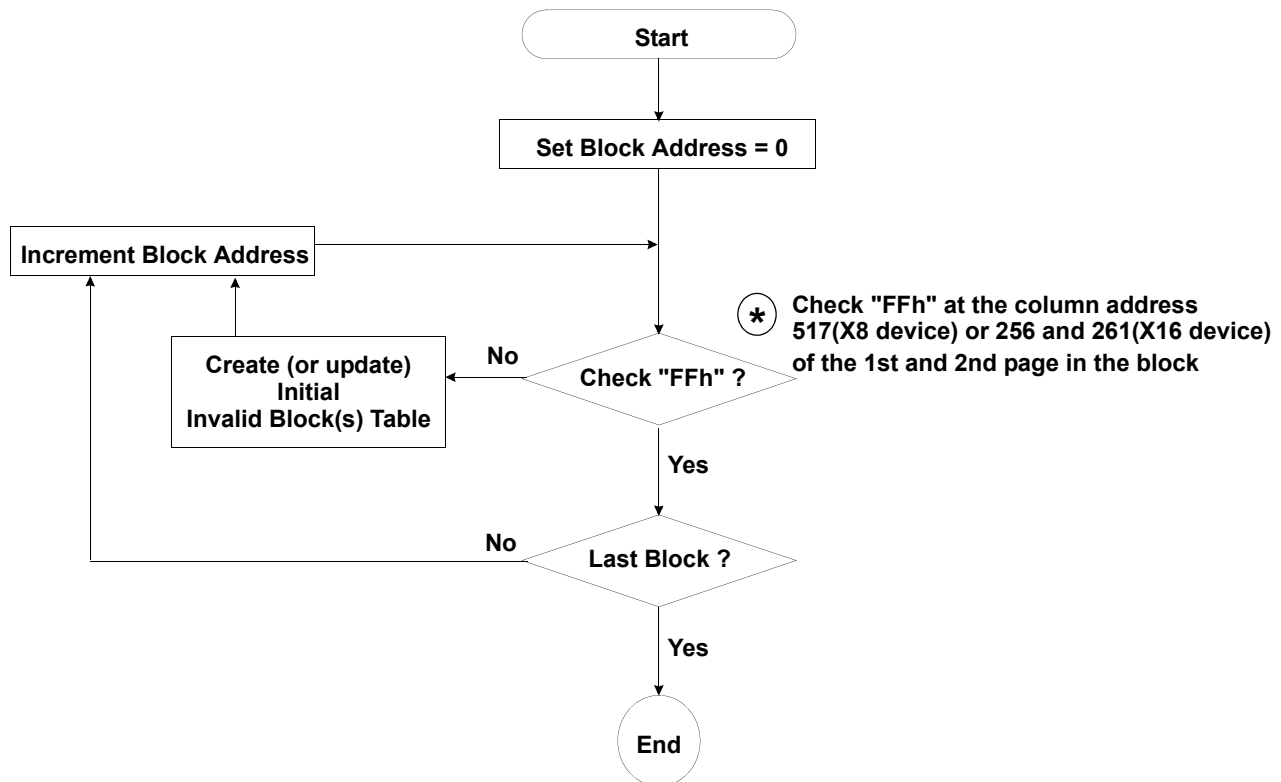 Start
Set Block Address = 0
Increment Block Address
* Check "FFh" at the column address
517(X8 device) or 256 and 261(X16 device)
of the 1st and 2nd page in the block
No
Create (or update)
Initial
Invalid Block(s) Table
Check "FFh" ?
Yes
No
Last Block ?
Yes
End